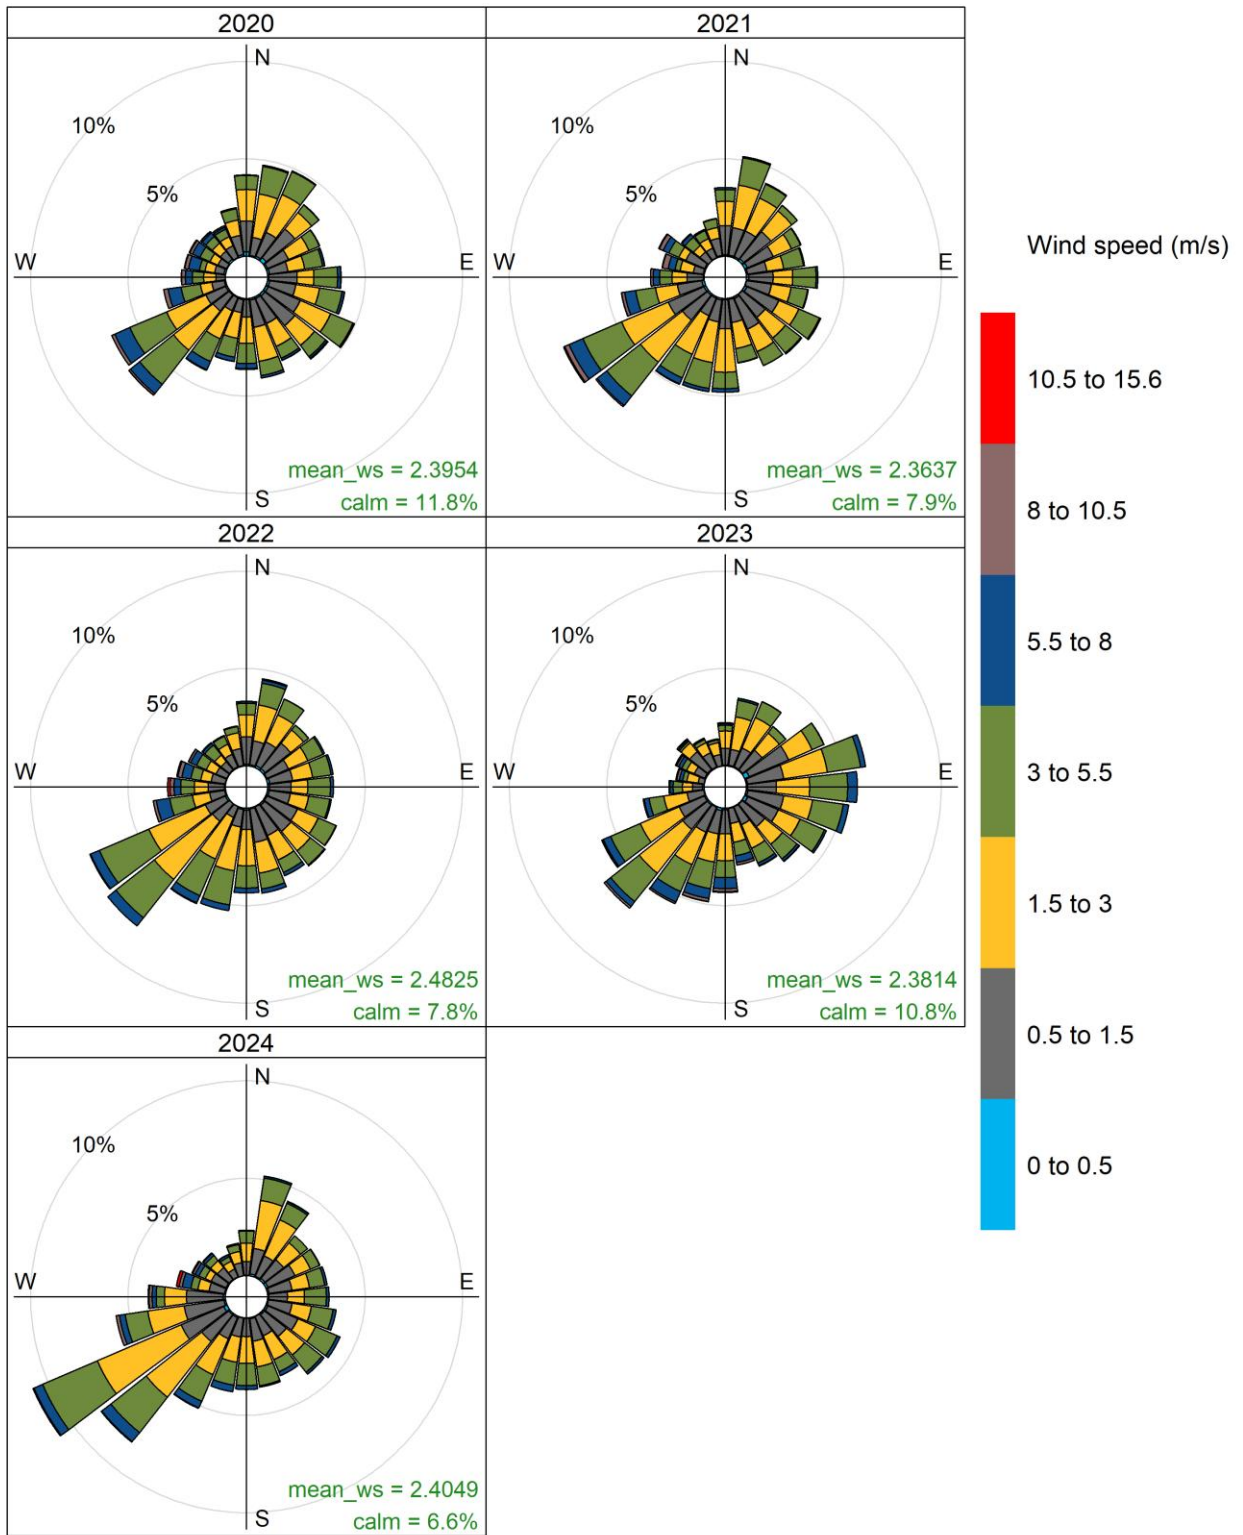 2020
N
10%
5%
W
E
S
mean_ws = 2.3954
calm = 11.8%
2021
N
10%
5%
W
E
S
mean_ws = 2.3637
calm = 7.9%
2022
N
10%
5%
W
E
S
mean_ws = 2.4825
calm = 7.8%
2023
N
10%
5%
W
E
S
mean_ws = 2.3814
calm = 10.8%
2024
N
10%
5%
W
E
S
mean_ws = 2.4049
calm = 6.6%
Wind speed (m/s)
10.5 to 15.6
8 to 10.5
5.5 to 8
3 to 5.5
1.5 to 3
0.5 to 1.5
0 to 0.5